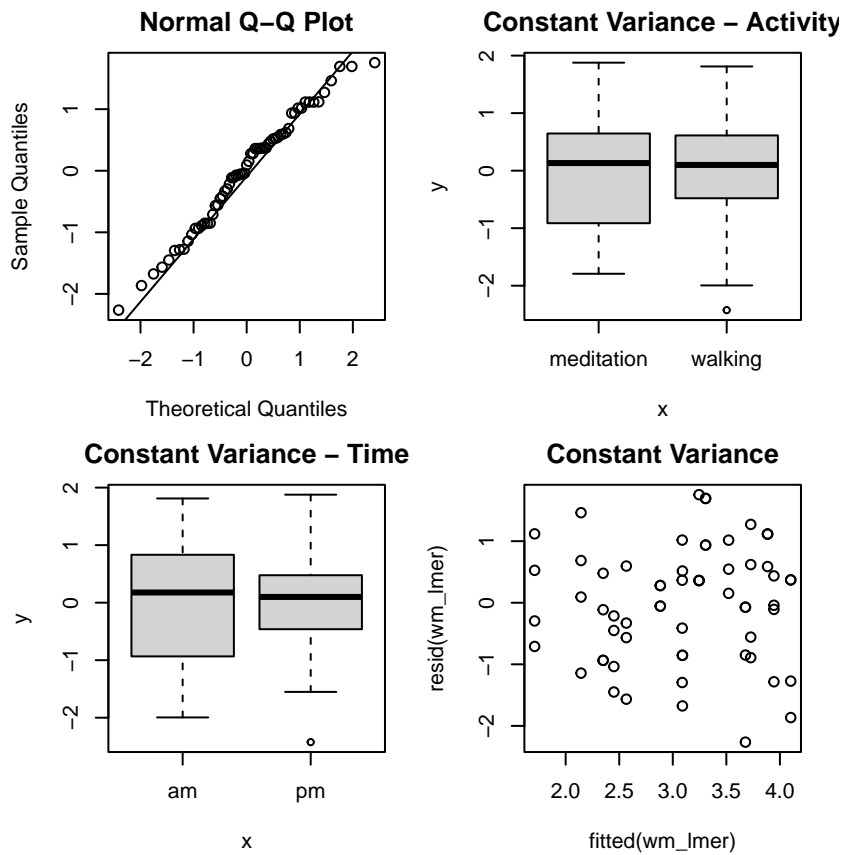 Normal Q−Q Plot
Sample Quantiles
1
0
−1
−2
−2 −1 0 1 2
Theoretical Quantiles
Constant Variance − Activity
y
2
1
0
−1
−2
meditation walking
x
Constant Variance − Time
y
2
1
0
−1
−2
am pm
x
Constant Variance
resid(wm_lmer)
1
0
−1
−2
2.0 2.5 3.0 3.5 4.0
fitted(wm_lmer)